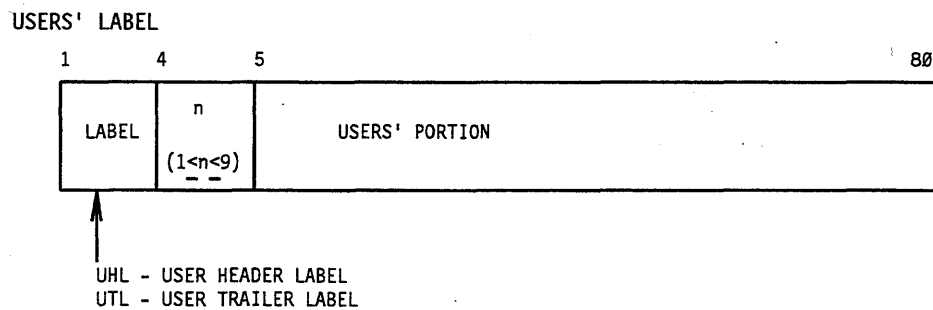 USERS' LABEL
1 4 5 80
LABEL n USERS' PORTION
(1≤n≤9)
UHL - USER HEADER LABEL
UTL - USER TRAILER LABEL